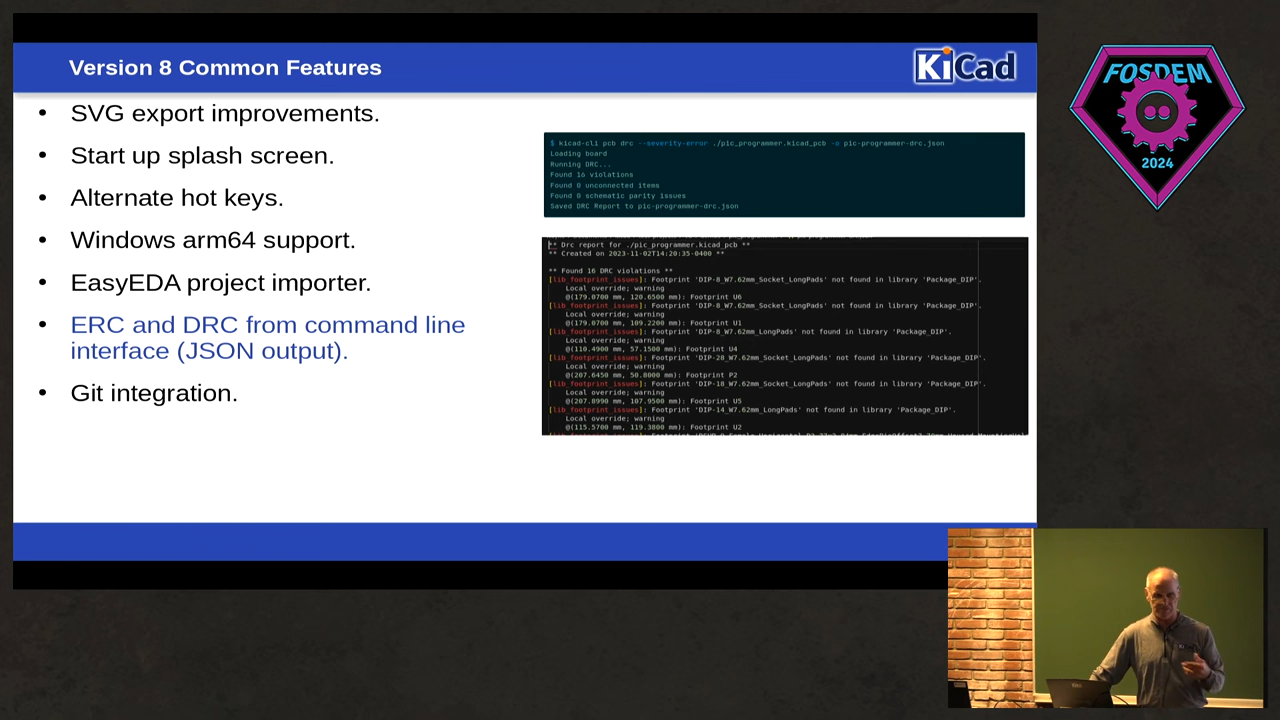 Version 8 Common Features
KiCad
• SVG export improvements.
• Start up splash screen.
• Alternate hot keys.
• Windows arm64 support.
• EasyEDA project importer.
• ERC and DRC from command line
interface (JSON output).
• Git integration.
$ kicad-cli pcb drc --severity-error ./pic_programmer.kicad_pcb -o pic-programmer-drc.json
Loading board
Running DRC...
Found 16 violations
Found 0 unconnected items
Found 0 schematic parity issues
Saved DRC Report to pic-programmer-drc.json
** Drc report for ./pic_programmer.kicad_pcb **
** Created on 2023-11-02T14:20:35-0400 **
** Found 16 DRC violations **
[lib_footprint_issues]: Footprint 'DIP-8_W7.62mm_Socket_LongPads' not found in library 'Package_DIP'.
Local override; warning
@(179.0700 mm, 120.6500 mm): Footprint U6
[lib_footprint_issues]: Footprint 'DIP-8_W7.62mm_Socket_LongPads' not found in library 'Package_DIP'.
Local override; warning
@(179.0700 mm, 109.2200 mm): Footprint U1
[lib_footprint_issues]: Footprint 'DIP-8_W7.62mm_LongPads' not found in library 'Package_DIP'.
Local override; warning
@(110.4900 mm, 57.1500 mm): Footprint U4
[lib_footprint_issues]: Footprint 'DIP-28_W7.62mm_Socket_LongPads' not found in library 'Package_DIP'.
Local override; warning
@(207.6450 mm, 50.8000 mm): Footprint P2
[lib_footprint_issues]: Footprint 'DIP-18_W7.62mm_Socket_LongPads' not found in library 'Package_DIP'.
Local override; warning
@(207.8990 mm, 107.9500 mm): Footprint U5
[lib_footprint_issues]: Footprint 'DIP-14_W7.62mm_LongPads' not found in library 'Package_DIP'.
Local override; warning
@(115.5700 mm, 119.3800 mm): Footprint U2
FOSDEM
2024